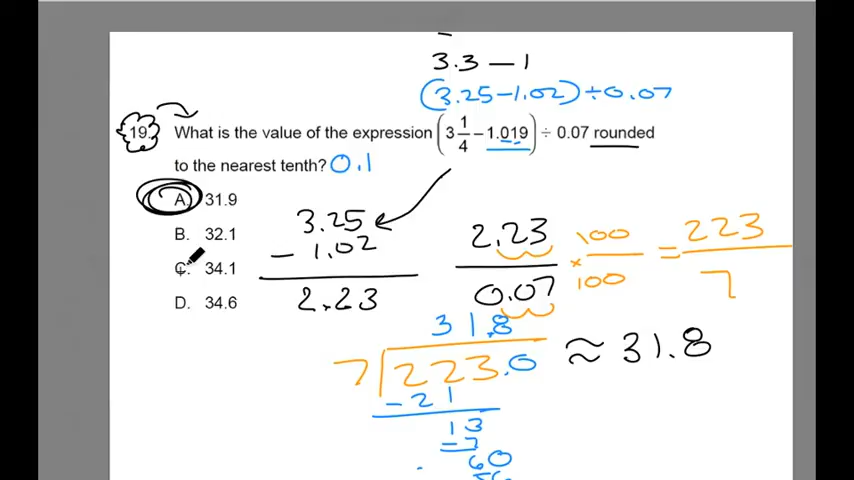 3.3 — 1
(3.25-1.02) ÷0.07
19. What is the value of the expression (3 1/4 − 1.019) ÷ 0.07 rounded
to the nearest tenth? 0.1
A. 31.9
B. 32.1
C. 34.1
D. 34.6
3.25
- 1.02
2.23
2.23 / 0.07 × 100 / 100 = 223 / 7
31.8
7 223.0 ≈ 31.8
-21
13
-7
60
56